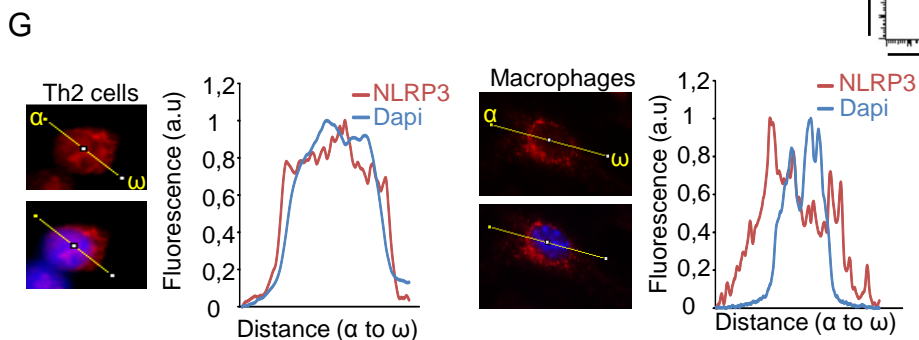 G
Th2 cells
α
ω
Fluorescence (a.u)
1,2
1
0,8
0,6
0,4
0,2
0
NLRP3
Dapi
Distance (α to ω)
Macrophages
α
ω
Fluorescence (a.u)
1,2
1
0,8
0,6
0,4
0,2
0
NLRP3
Dapi
Distance (α to ω)